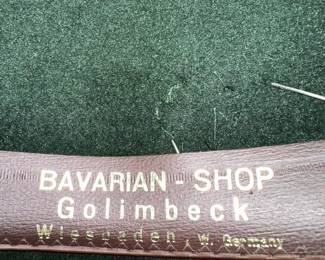 BAVARIAN - SHOP
Golimbeck
Wiesbaden, W. Germany